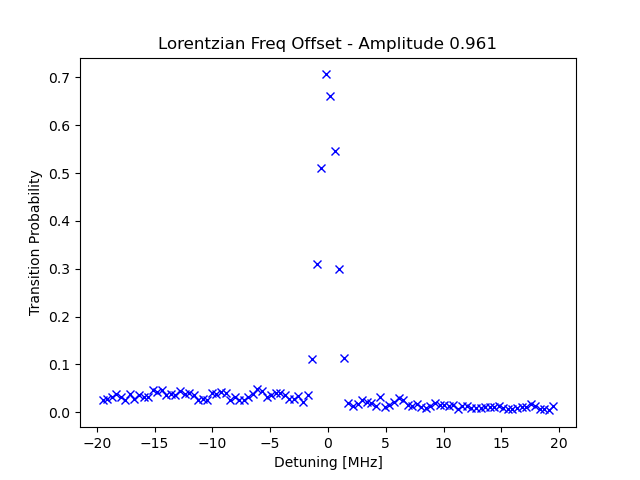 Lorentzian Freq Offset - Amplitude 0.961
Transition Probability
0.7
0.6
0.5
0.4
0.3
0.2
0.1
0.0
−20 −15 −10 −5 0 5 10 15 20
Detuning [MHz]